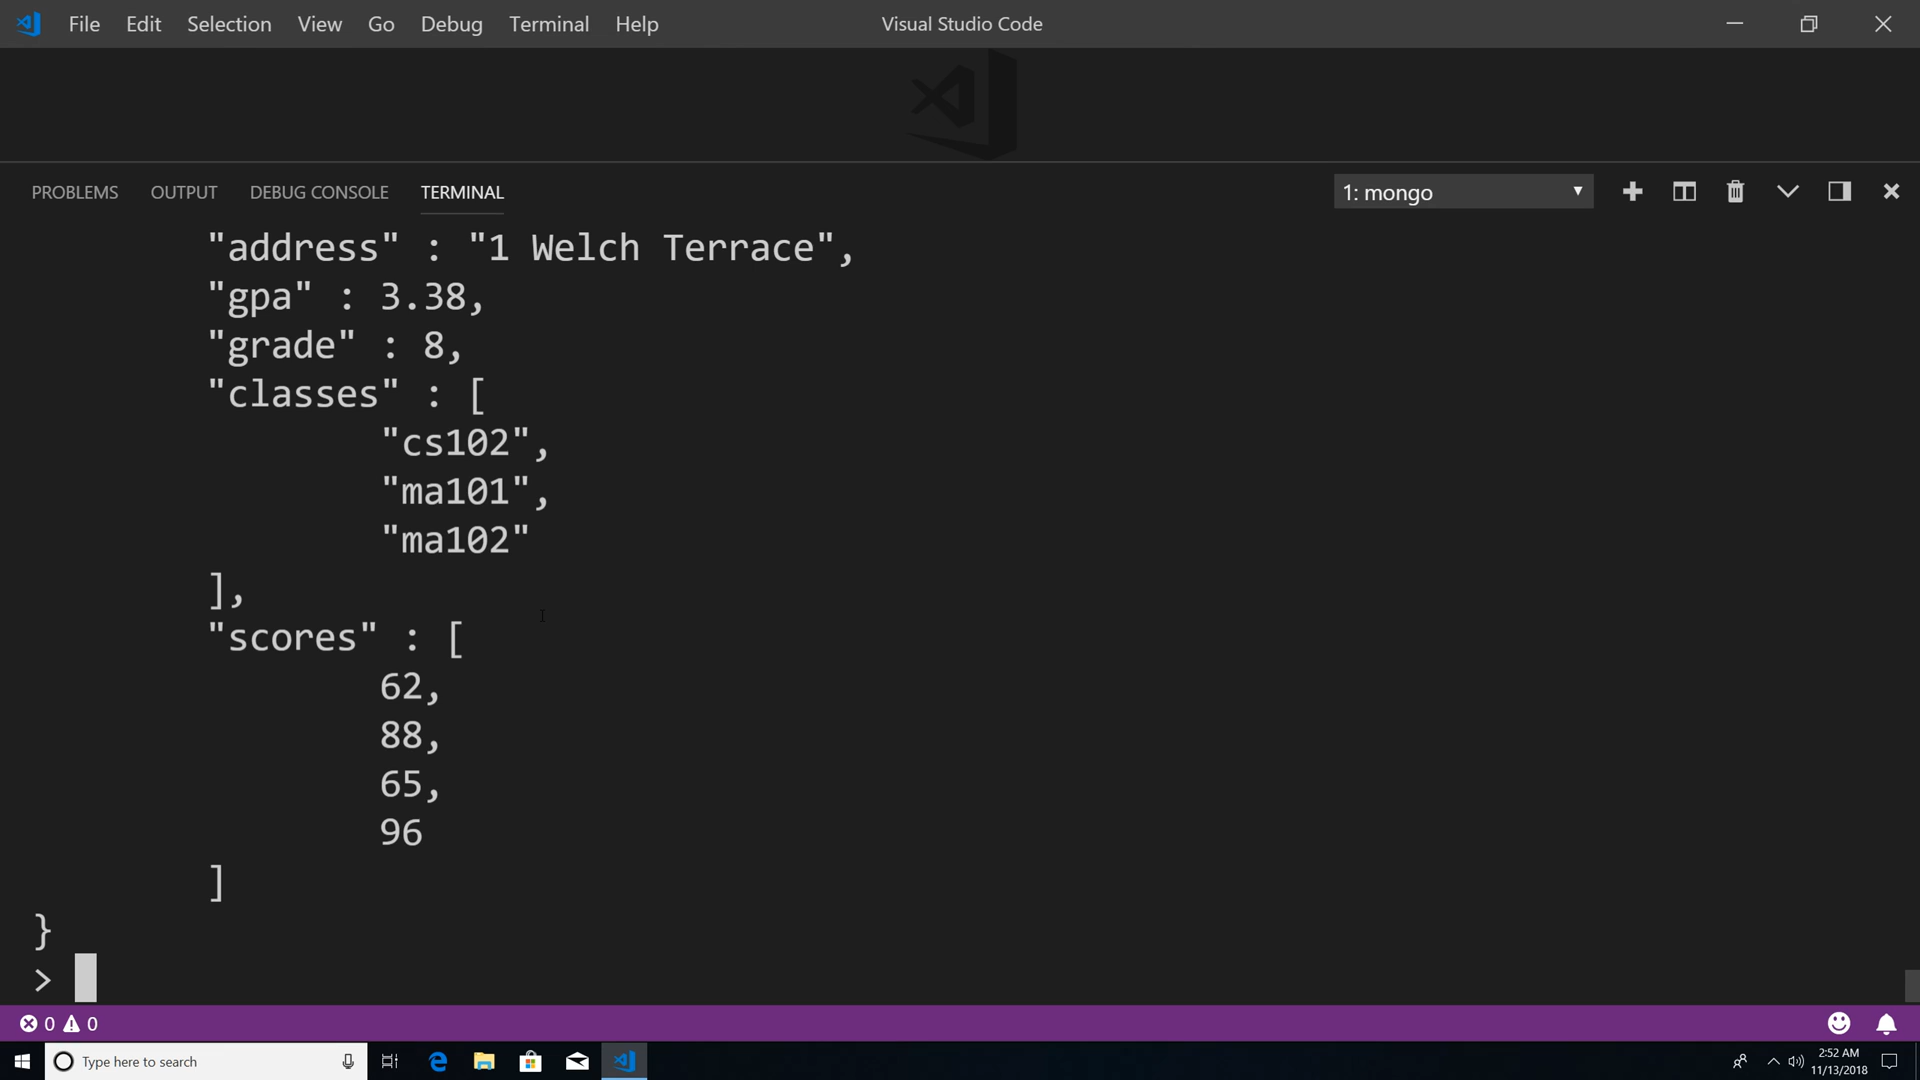 File Edit Selection View Go Debug Terminal Help Visual Studio Code
PROBLEMS OUTPUT DEBUG CONSOLE TERMINAL 1: mongo
"address" : "1 Welch Terrace",
"gpa" : 3.38,
"grade" : 8,
"classes" : [
"cs102",
"ma101",
"ma102"
],
"scores" : [
62,
88,
65,
96
]
}
>
0 0
Type here to search 2:52 AM
11/13/2018